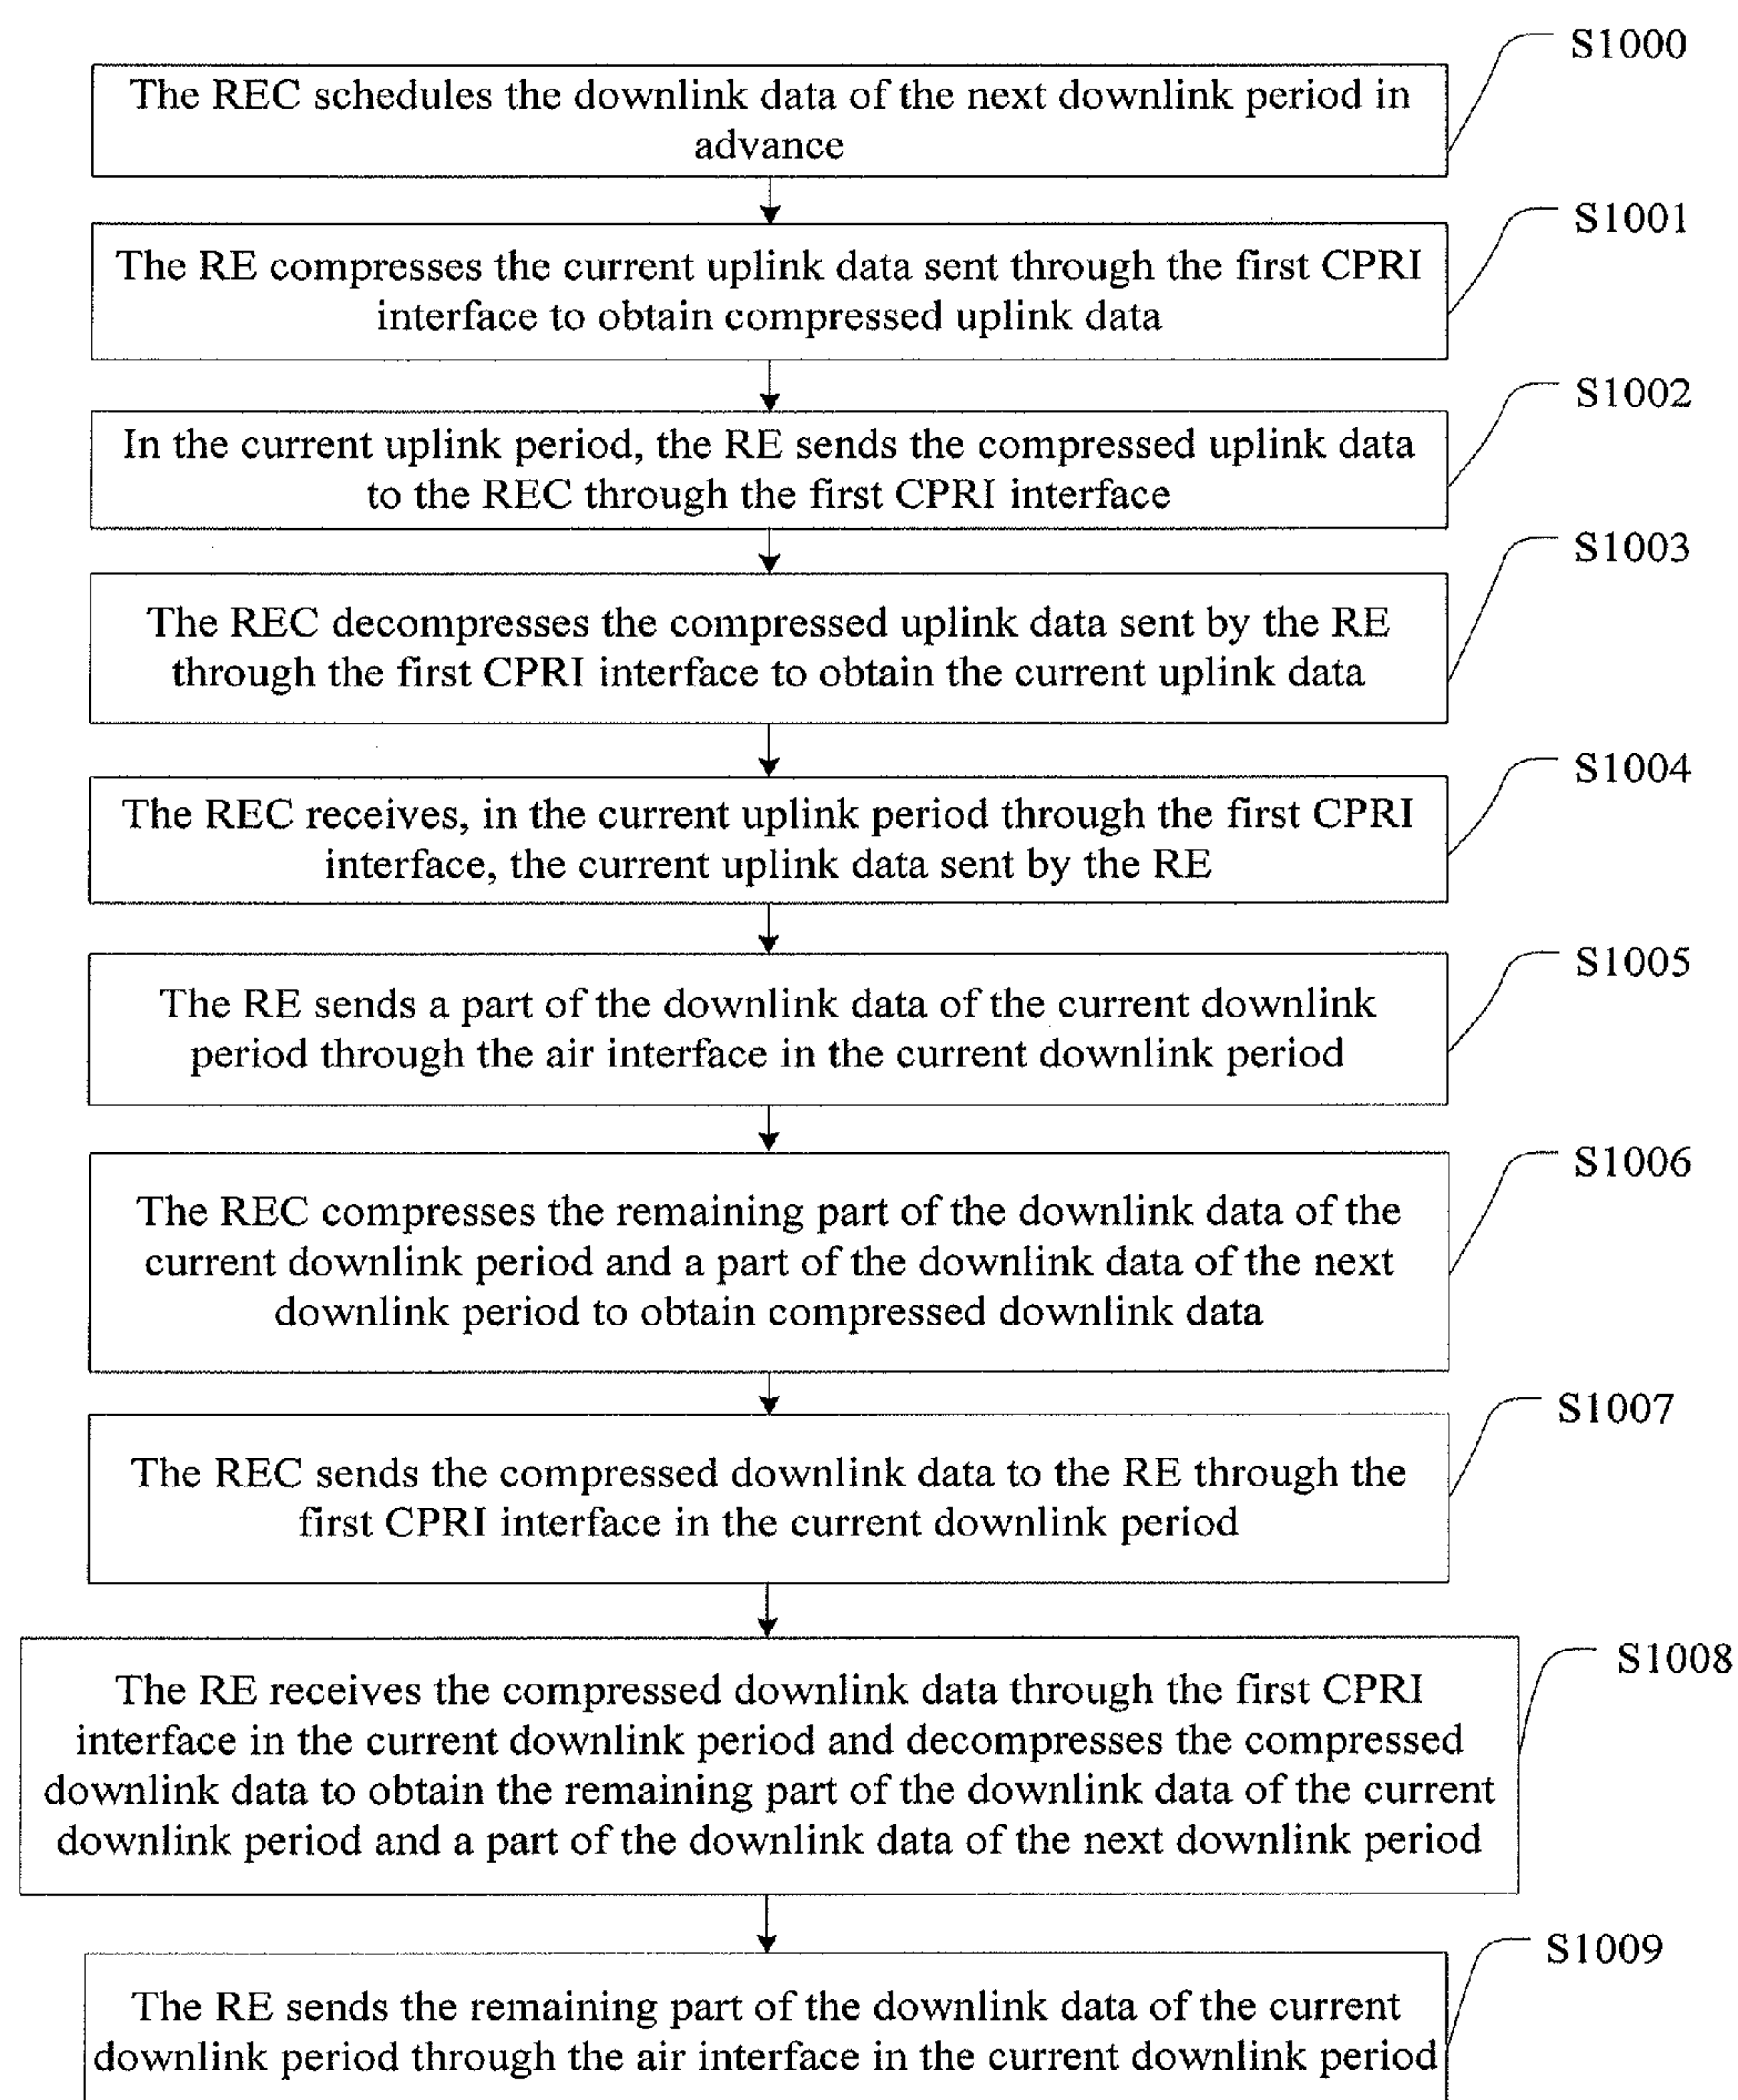 S1000
The REC schedules the downlink data of the next downlink period in
advance
S1001
The RE compresses the current uplink data sent through the first CPRI
interface to obtain compressed uplink data
S1002
In the current uplink period, the RE sends the compressed uplink data
to the REC through the first CPRI interface
S1003
The REC decompresses the compressed uplink data sent by the RE
through the first CPRI interface to obtain the current uplink data
S1004
The REC receives, in the current uplink period through the first CPRI
interface, the current uplink data sent by the RE
S1005
The RE sends a part of the downlink data of the current downlink
period through the air interface in the current downlink period
S1006
The REC compresses the remaining part of the downlink data of the
current downlink period and a part of the downlink data of the next
downlink period to obtain compressed downlink data
S1007
The REC sends the compressed downlink data to the RE through the
first CPRI interface in the current downlink period
S1008
The RE receives the compressed downlink data through the first CPRI
interface in the current downlink period and decompresses the compressed
downlink data to obtain the remaining part of the downlink data of the current
downlink period and a part of the downlink data of the next downlink period
S1009
The RE sends the remaining part of the downlink data of the current
downlink period through the air interface in the current downlink period